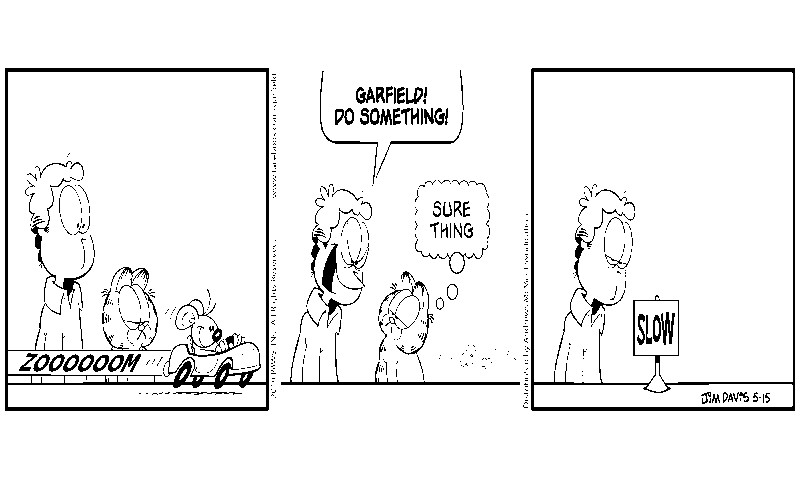 ZOOOOOOM
GARFIELD!
DO SOMETHING!
SURE
THING
SLOW
JIM DAVIS 5-15